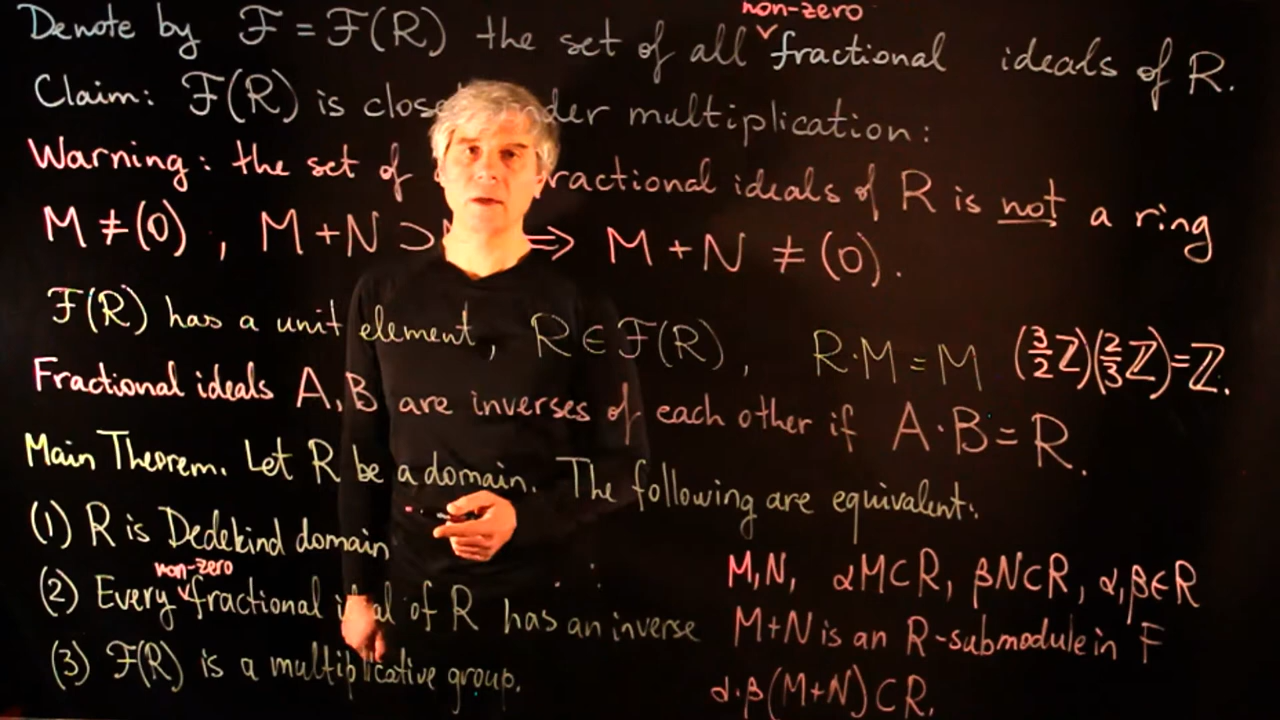 non-zero
Denote by F = F(R) the set of all ∨ fractional ideals of R.
Claim: F(R) is close nder multiplication:
Warning: the set of ractional ideals of R is not a ring
M ≠ (0) , M + N ⊃ ⇒ M + N ≠ (0).
F(R) has a unit element, R ∈ F(R) , R·M = M (3/2 ℤ)(2/3 ℤ) = ℤ.
Fractional ideals A, B are inverses of each other if A·B = R.
Main Theorem. Let R be a domain. The following are equivalent:
(1) R is Dedekind domain
non-zero
(2) Every ∨ fractional ideal of R has an inverse
(3) F(R) is a multiplicative group.
M,N, αM⊂R, βN⊂R, α,β∈R
M+N is an R-submodule in F
α·β(M+N)⊂R.